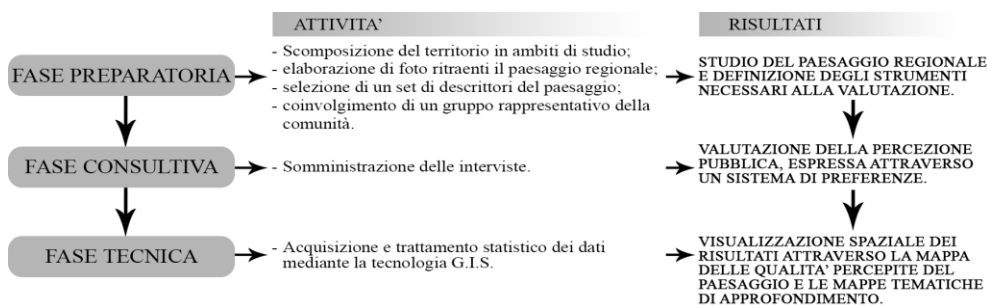 ATTIVITA’
RISULTATI
FASE PREPARATORIA
- Scomposizione del territorio in ambiti di studio;
- elaborazione di foto ritraenti il paesaggio regionale;
- selezione di un set di descrittori del paesaggio;
- coinvolgimento di un gruppo rappresentativo della
comunità.
STUDIO DEL PAESAGGIO REGIONALE
E DEFINIZIONE DEGLI STRUMENTI
NECESSARI ALLA VALUTAZIONE.
FASE CONSULTIVA
- Somministrazione delle interviste.
VALUTAZIONE DELLA PERCEZIONE
PUBBLICA, ESPRESSA ATTRAVERSO
UN SISTEMA DI PREFERENZE.
FASE TECNICA
- Acquisizione e trattamento statistico dei dati
mediante la tecnologia G.I.S.
VISUALIZZAZIONE SPAZIALE DEI
RISULTATI ATTRAVERSO LA MAPPA
DELLE QUALITA’ PERCEPITE DEL
PAESAGGIO E LE MAPPE TEMATICHE
DI APPROFONDIMENTO.